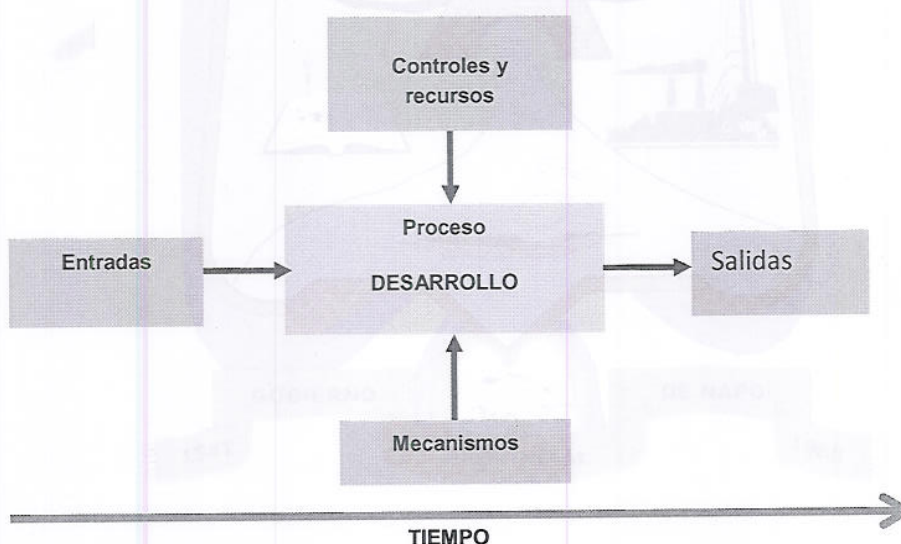 Controles y
recursos
Proceso
Entradas
DESARROLLO
Salidas
Mecanismos
TIEMPO